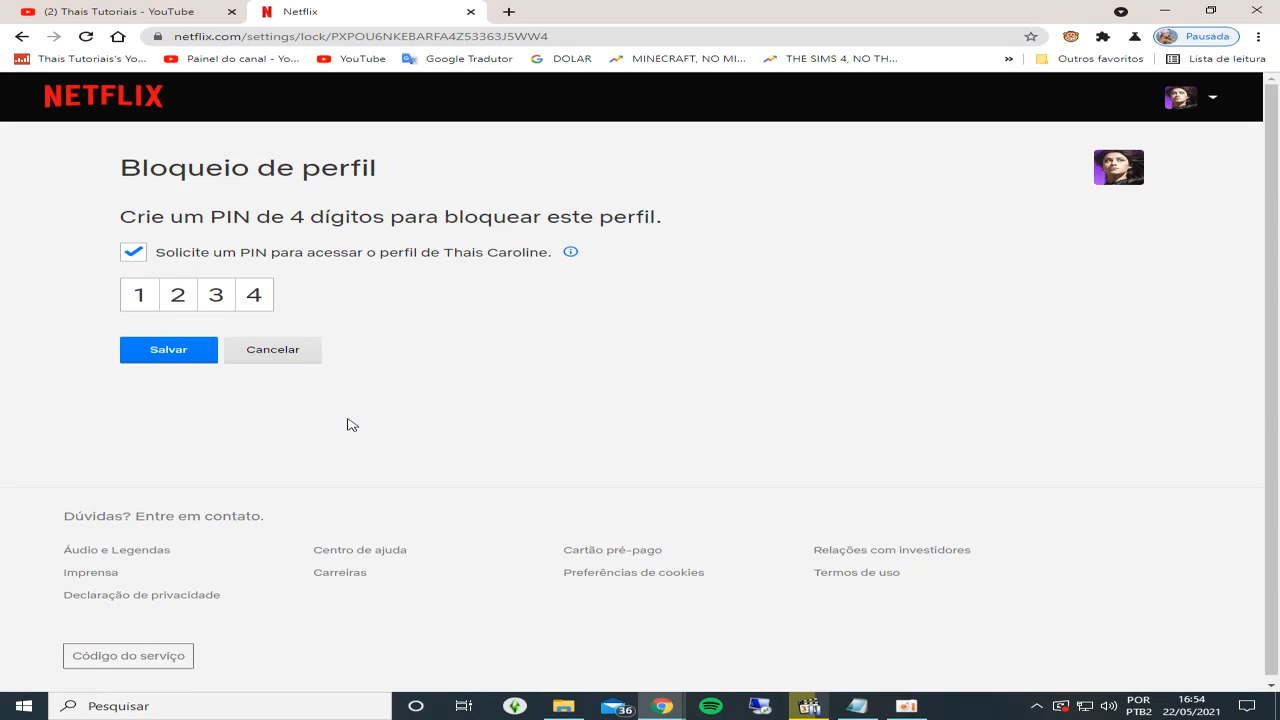 (2) Thais Tutoriais - YouTube
Netflix
netflix.com/settings/lock/PXPOU6NKEBARFA4Z53363J5WW4
Pausada
Thais Tutoriais's Yo...
Painel do canal - Yo...
YouTube
Google Tradutor
DOLAR
MINECRAFT, NO MI...
THE SIMS 4, NO TH...
»
Outros favoritos
Lista de leitura
NETFLIX
Bloqueio de perfil
Crie um PIN de 4 dígitos para bloquear este perfil.
Solicite um PIN para acessar o perfil de Thais Caroline.
1 2 3 4
Salvar
Cancelar
Dúvidas? Entre em contato.
Áudio e Legendas
Centro de ajuda
Cartão pré-pago
Relações com investidores
Imprensa
Carreiras
Preferências de cookies
Termos de uso
Declaração de privacidade
Código do serviço
Pesquisar
36
POR
PTB2
16:54
22/05/2021